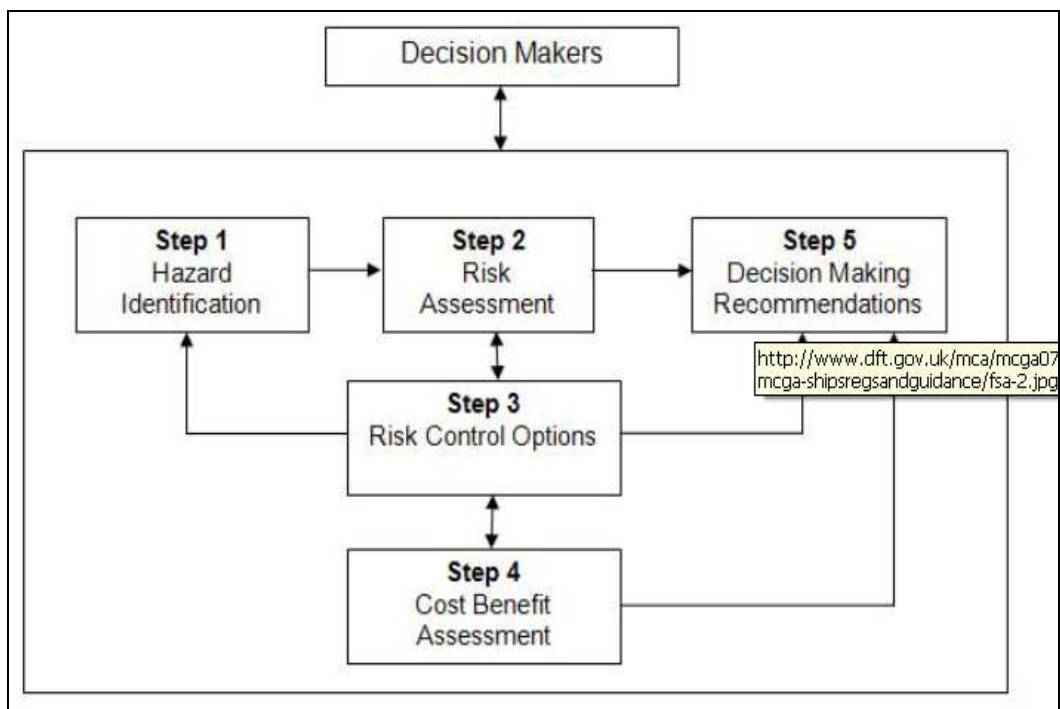 Decision Makers
Step 1
Hazard
Identification
Step 2
Risk
Assessment
Step 5
Decision Making
Recommendations
http://www.dft.gov.uk/mca/mcga07
mcga-shipsregsandguidance/fsa-2.jpg
Step 3
Risk Control Options
Step 4
Cost Benefit
Assessment